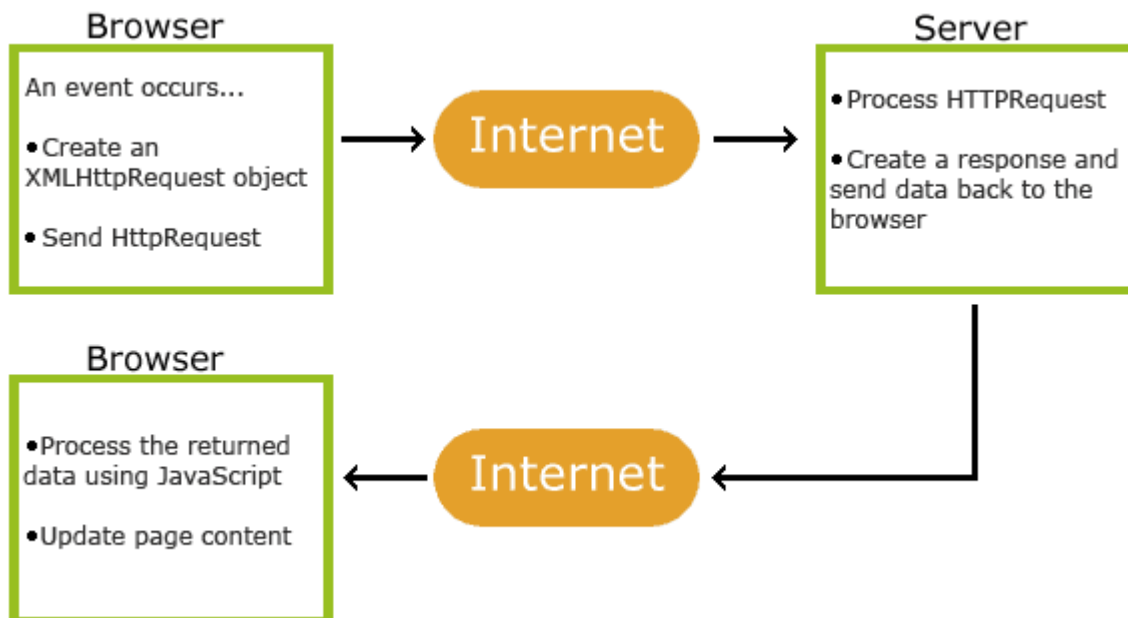 Browser
An event occurs...
•Create an
XMLHttpRequest object
• Send HttpRequest
Internet
Server
•Process HTTPRequest
•Create a response and
send data back to the
browser
Browser
•Process the returned
data using JavaScript
•Update page content
Internet